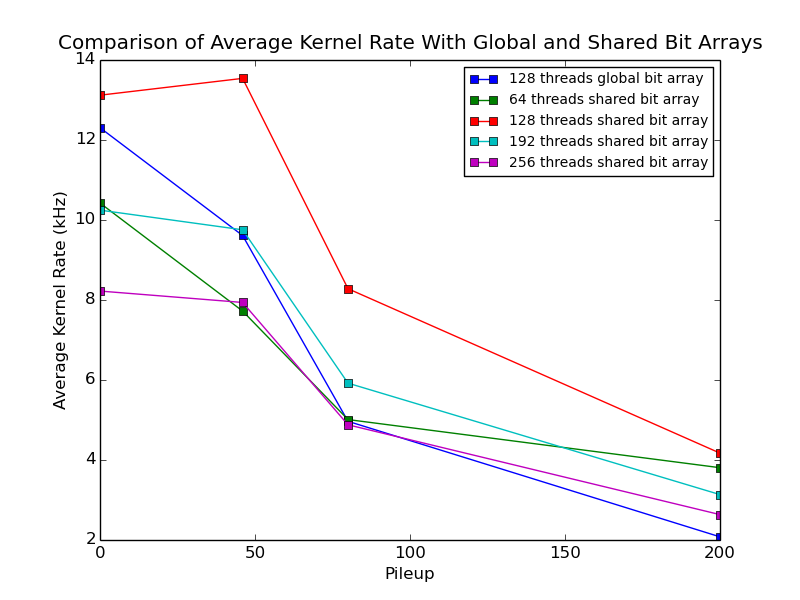 Comparison of Average Kernel Rate With Global and Shared Bit Arrays
128 threads global bit array
64 threads shared bit array
128 threads shared bit array
192 threads shared bit array
256 threads shared bit array
Average Kernel Rate (kHz)
14
12
10
8
6
4
2
0 50 100 150 200
Pileup